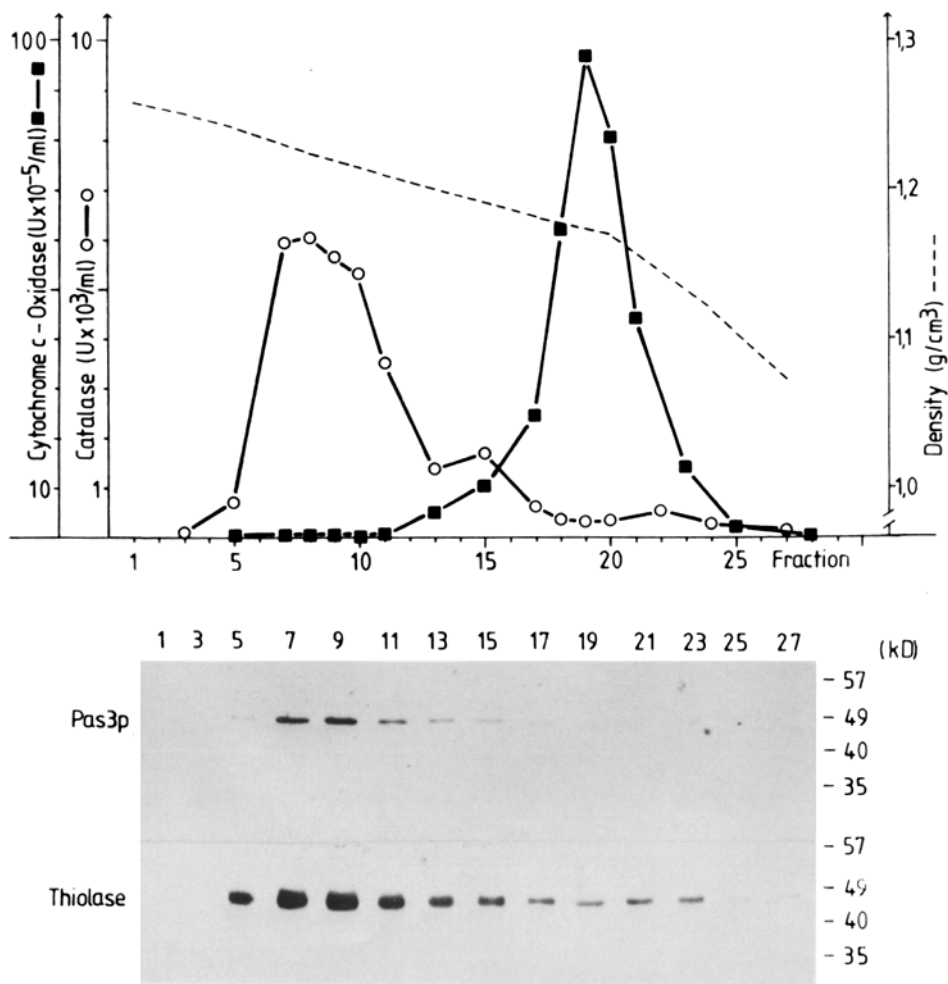 100
10
1,3
Cytochrome c - Oxidase (U x 10⁻⁵/ml)
Catalase (U x 10³/ml)
1,2
1,1
Density (g/cm³)
10
1
1,0
1 5 10 15 20 25 Fraction
1 3 5 7 9 11 13 15 17 19 21 23 25 27 (kD)
- 57
Pas3p - 49
- 40
- 35
- 57
Thiolase - 49
- 40
- 35